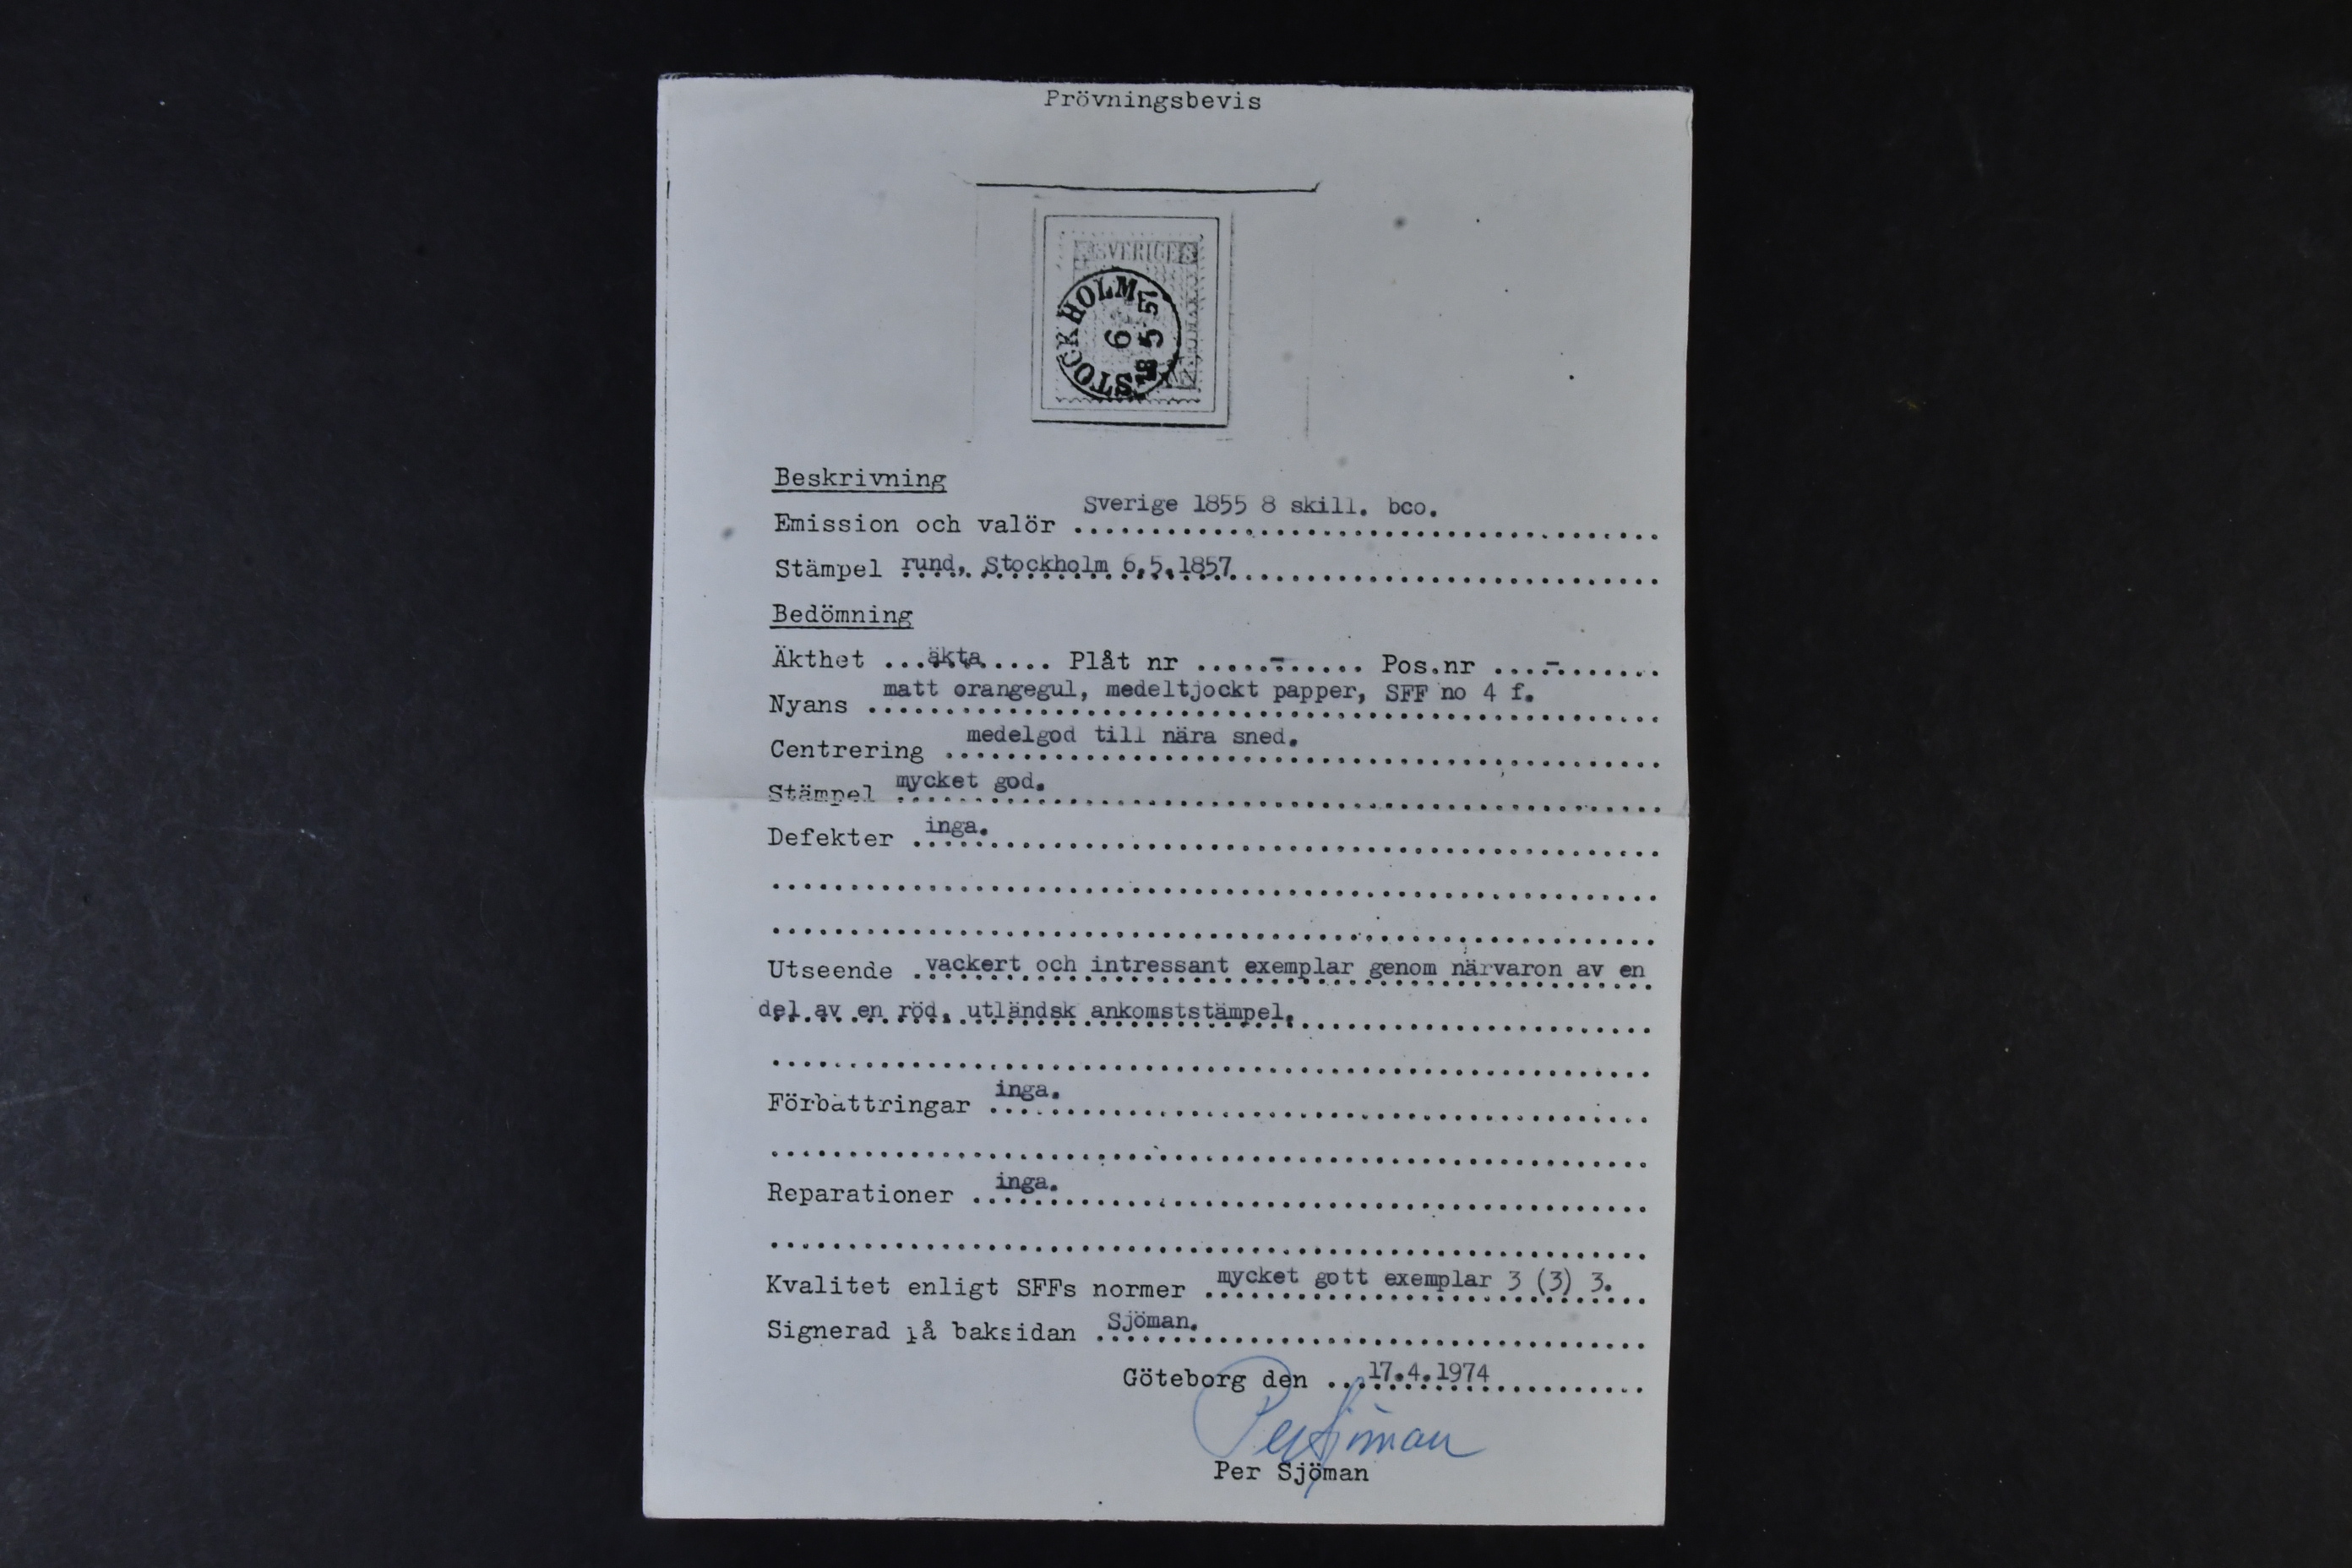 Prövningsbevis
SVERIGE
STOCKHOLM
6
5
1857
Beskrivning
Emission och valör Sverige 1855 8 skill. bco.
Stämpel rund, Stockholm 6.5.1857
Bedömning
Äkthet ...äkta..... Plåt nr .....-...... Pos.nr ....-.......
Nyans matt orangegul, medeltjockt papper, SFF no 4 f.
Centrering medelgod till nära sned.
Stämpel mycket god.
Defekter inga.
Utseende vackert och intressant exemplar genom närvaron av en
del av en röd, utländsk ankomststämpel.
Förbättringar inga.
Reparationer inga.
Kvalitet enligt SFFs normer mycket gott exemplar 3 (3) 3.
Signerad på baksidan Sjöman.
Göteborg den ...17.4.1974
Per Sjöman
Per Sjöman